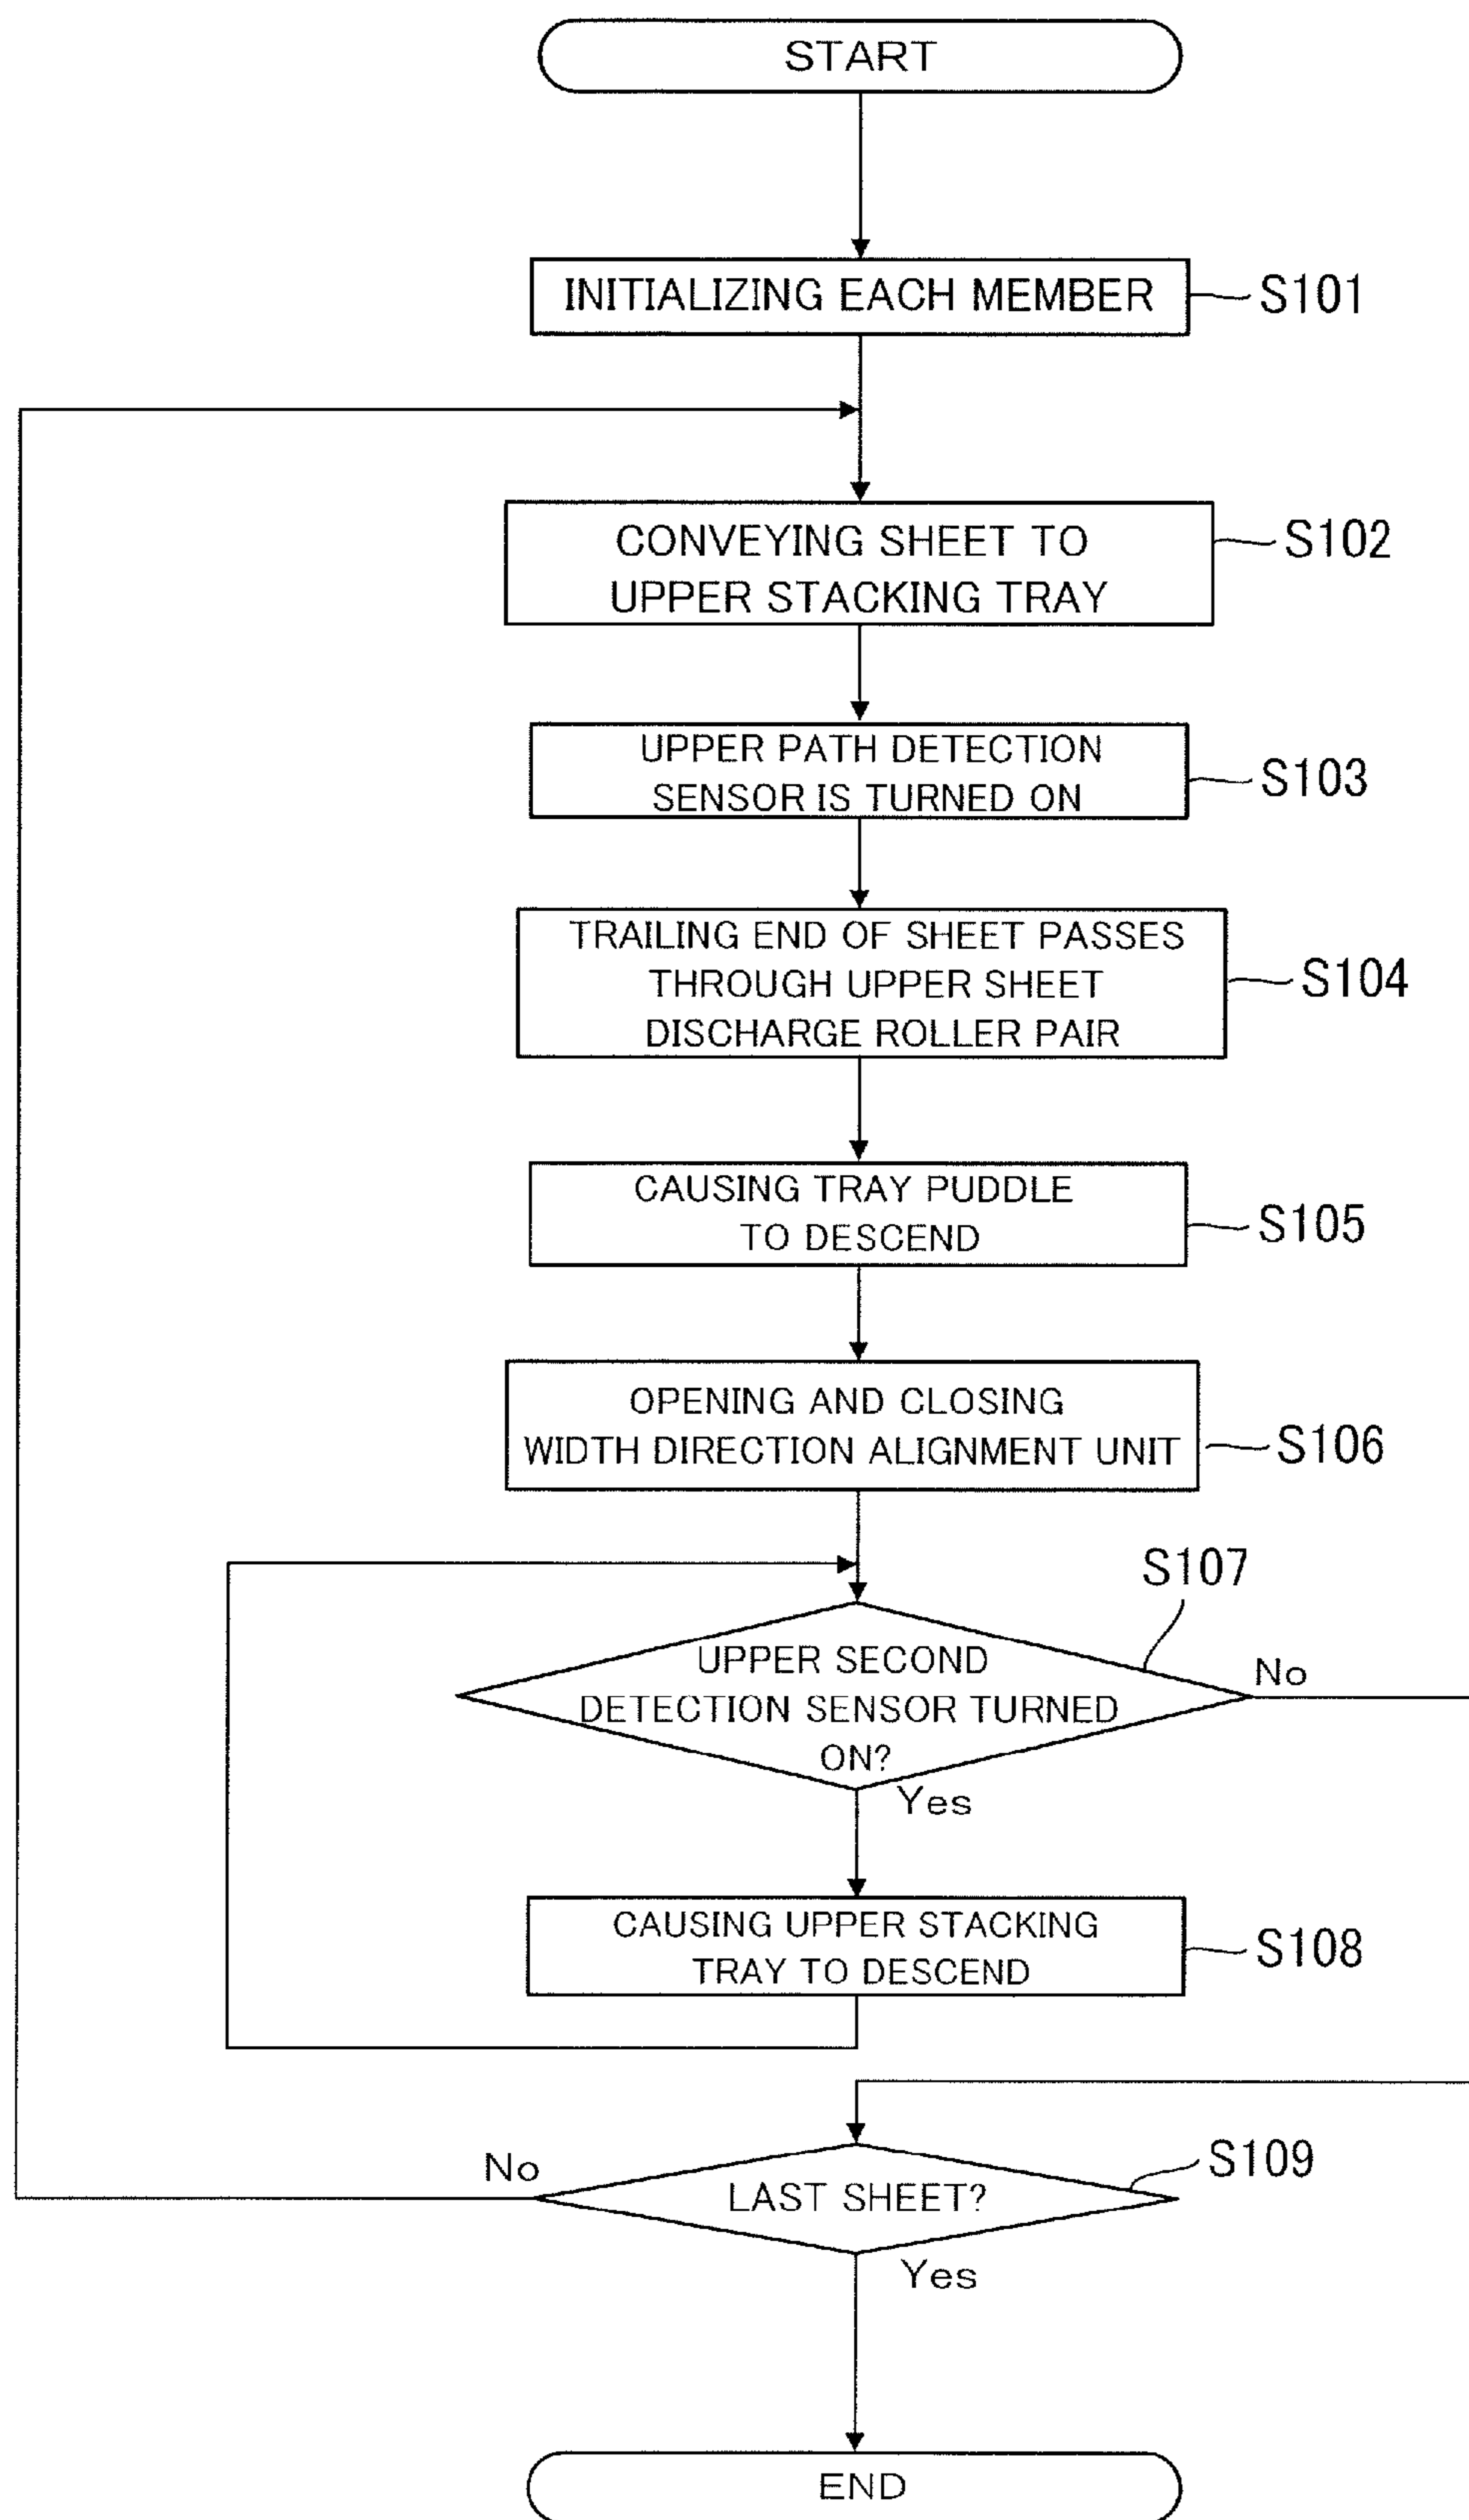 START
INITIALIZING EACH MEMBER
S101
CONVEYING SHEET TO
UPPER STACKING TRAY
S102
UPPER PATH DETECTION
SENSOR IS TURNED ON
S103
TRAILING END OF SHEET PASSES
THROUGH UPPER SHEET
DISCHARGE ROLLER PAIR
S104
CAUSING TRAY PUDDLE
TO DESCEND
S105
OPENING AND CLOSING
WIDTH DIRECTION ALIGNMENT UNIT
S106
S107
UPPER SECOND
DETECTION SENSOR TURNED
ON?
No
Yes
CAUSING UPPER STACKING
TRAY TO DESCEND
S108
No
LAST SHEET?
S109
Yes
END